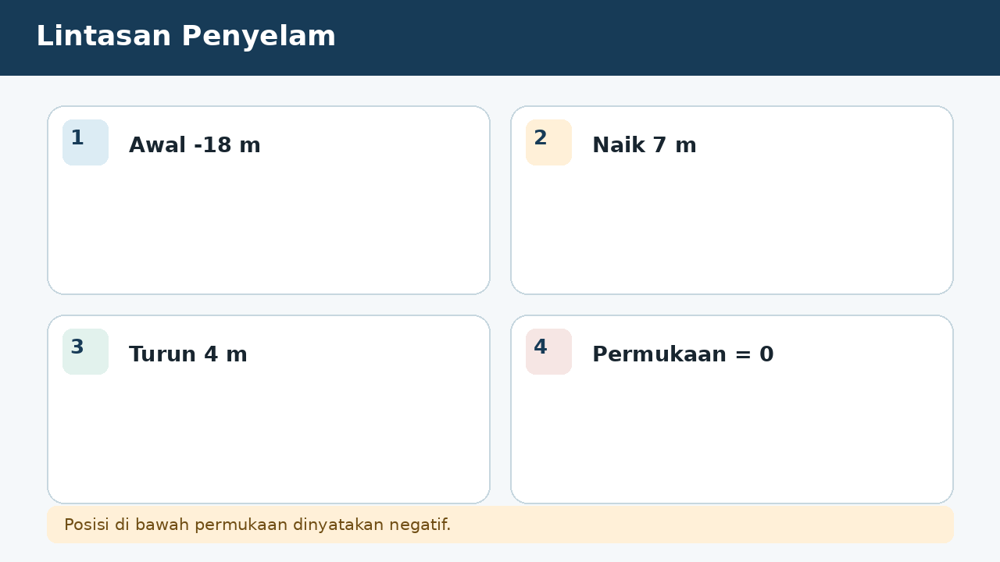 Lintasan Penyelam
1
Awal -18 m
2
Naik 7 m
3
Turun 4 m
4
Permukaan = 0
Posisi di bawah permukaan dinyatakan negatif.